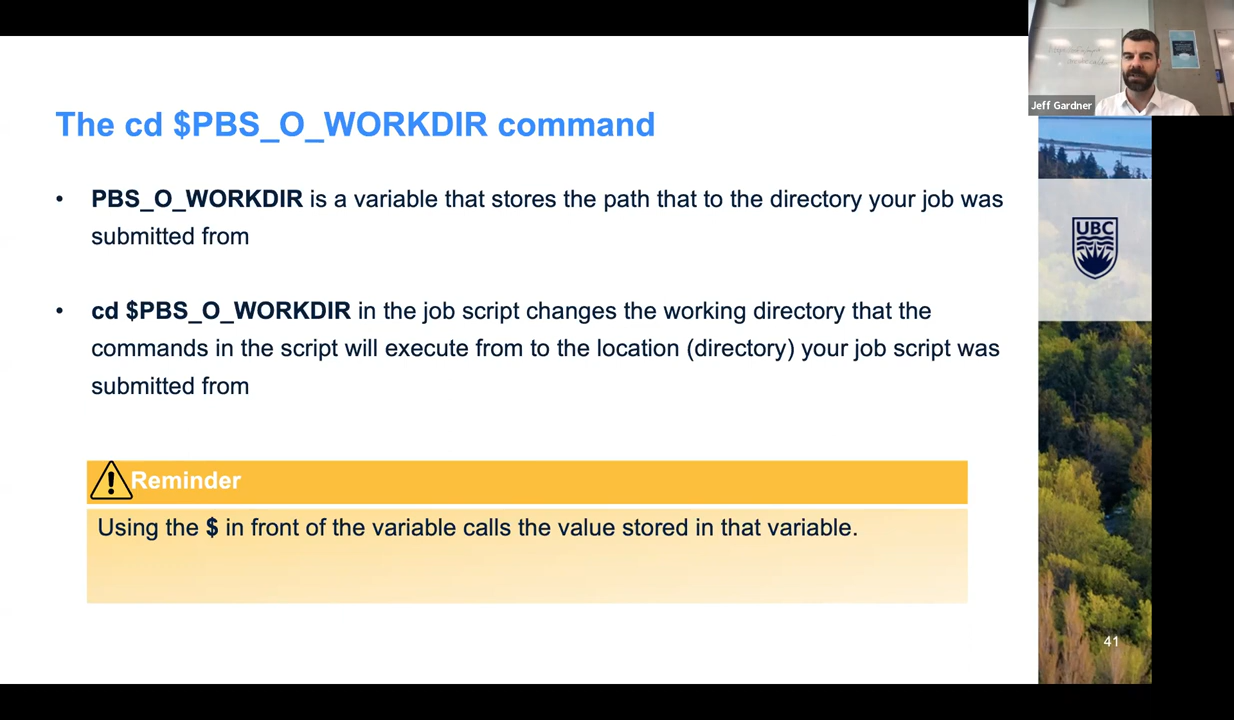 Jeff Gardner
The cd $PBS_O_WORKDIR command
• PBS_O_WORKDIR is a variable that stores the path that to the directory your job was
submitted from
• cd $PBS_O_WORKDIR in the job script changes the working directory that the
commands in the script will execute from to the location (directory) your job script was
submitted from
UBC
Reminder
Using the $ in front of the variable calls the value stored in that variable.
41